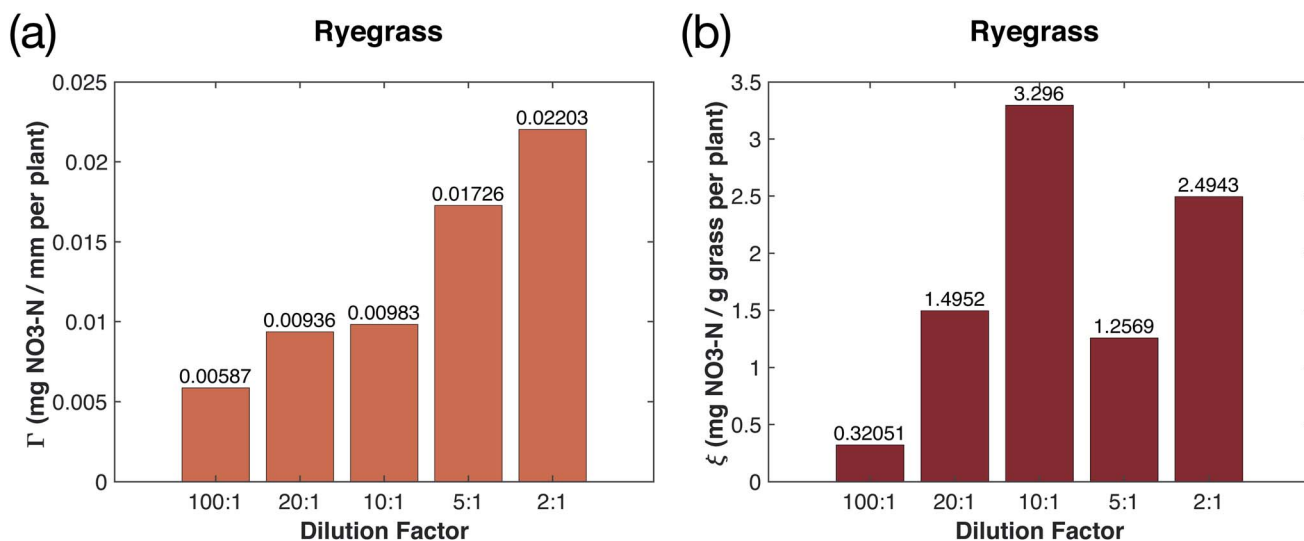 (a)
Ryegrass
Γ (mg NO3-N / mm per plant)
0.025
0.02
0.015
0.01
0.005
0
0.00587
0.00936
0.00983
0.01726
0.02203
100:1 20:1 10:1 5:1 2:1
Dilution Factor
(b)
Ryegrass
ξ (mg NO3-N / g grass per plant)
3.5
3
2.5
2
1.5
1
0.5
0
0.32051
1.4952
3.296
1.2569
2.4943
100:1 20:1 10:1 5:1 2:1
Dilution Factor